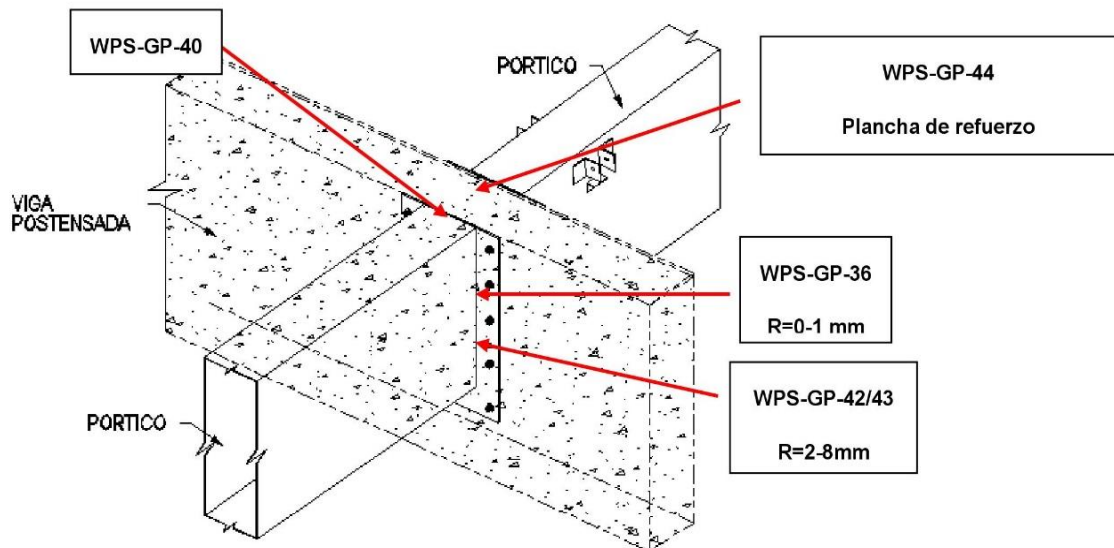 WPS-GP-40
PORTICO
WPS-GP-44
Plancha de refuerzo
VIGA
POSTENSADA
WPS-GP-36
R=0-1 mm
WPS-GP-42/43
R=2-8mm
PORTICO